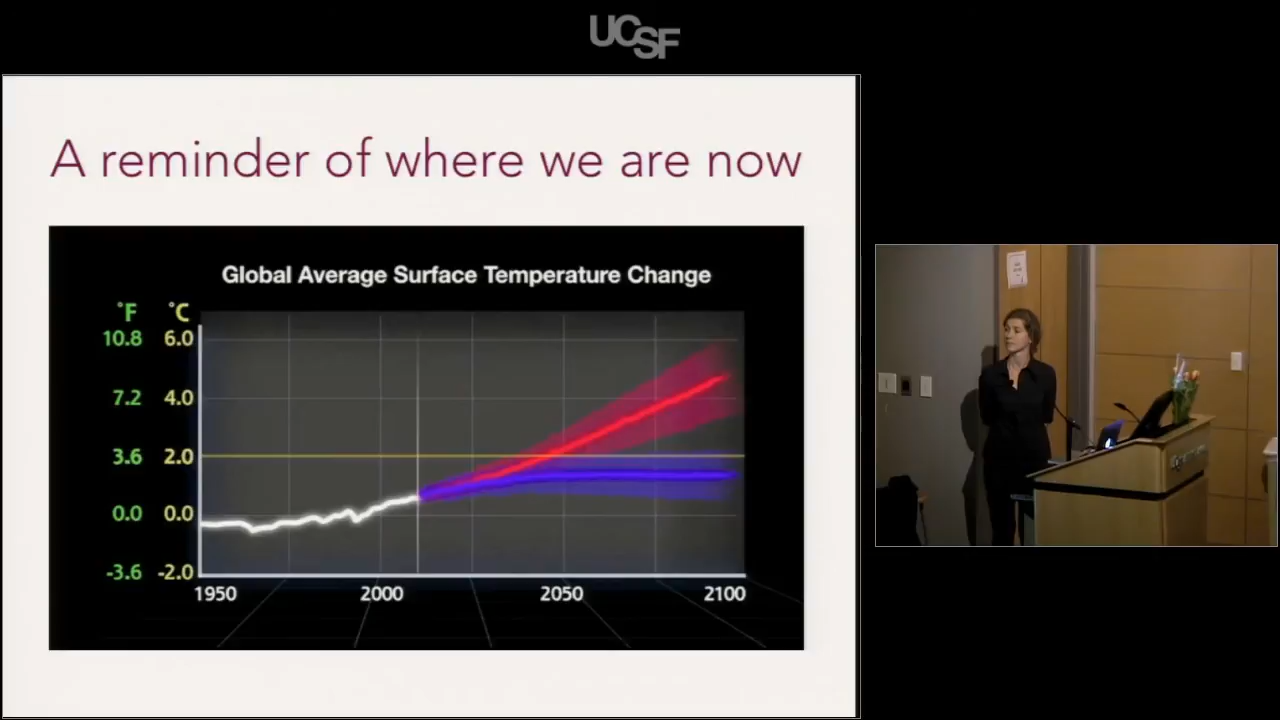 UCSF
A reminder of where we are now
Global Average Surface Temperature Change
°F °C
10.8 6.0
7.2 4.0
3.6 2.0
0.0 0.0
-3.6 -2.0
1950 2000 2050 2100